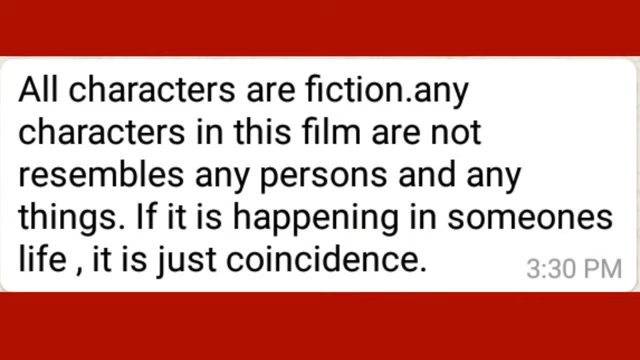 All characters are fiction.any
characters in this film are not
resembles any persons and any
things. If it is happening in someones
life , it is just coincidence.
3:30 PM